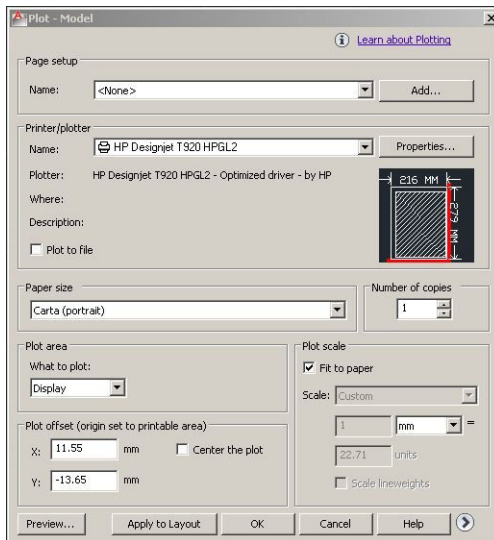 Plot - Model
Learn about Plotting
Page setup
Name: <None> Add...
Printer/plotter
Name: HP Designjet T920 HPGL2 Properties...
Plotter: HP Designjet T920 HPGL2 - Optimized driver - by HP
Where:
Description:
Plot to file
216 MM
279 MM
Paper size
Carta (portrait)
Number of copies
1
Plot area
What to plot:
Display
Plot scale
Fit to paper
Scale: Custom
1 mm =
22.71 units
Scale lineweights
Plot offset (origin set to printable area)
X: 11.55 mm Center the plot
Y: -13.65 mm
Preview... Apply to Layout OK Cancel Help